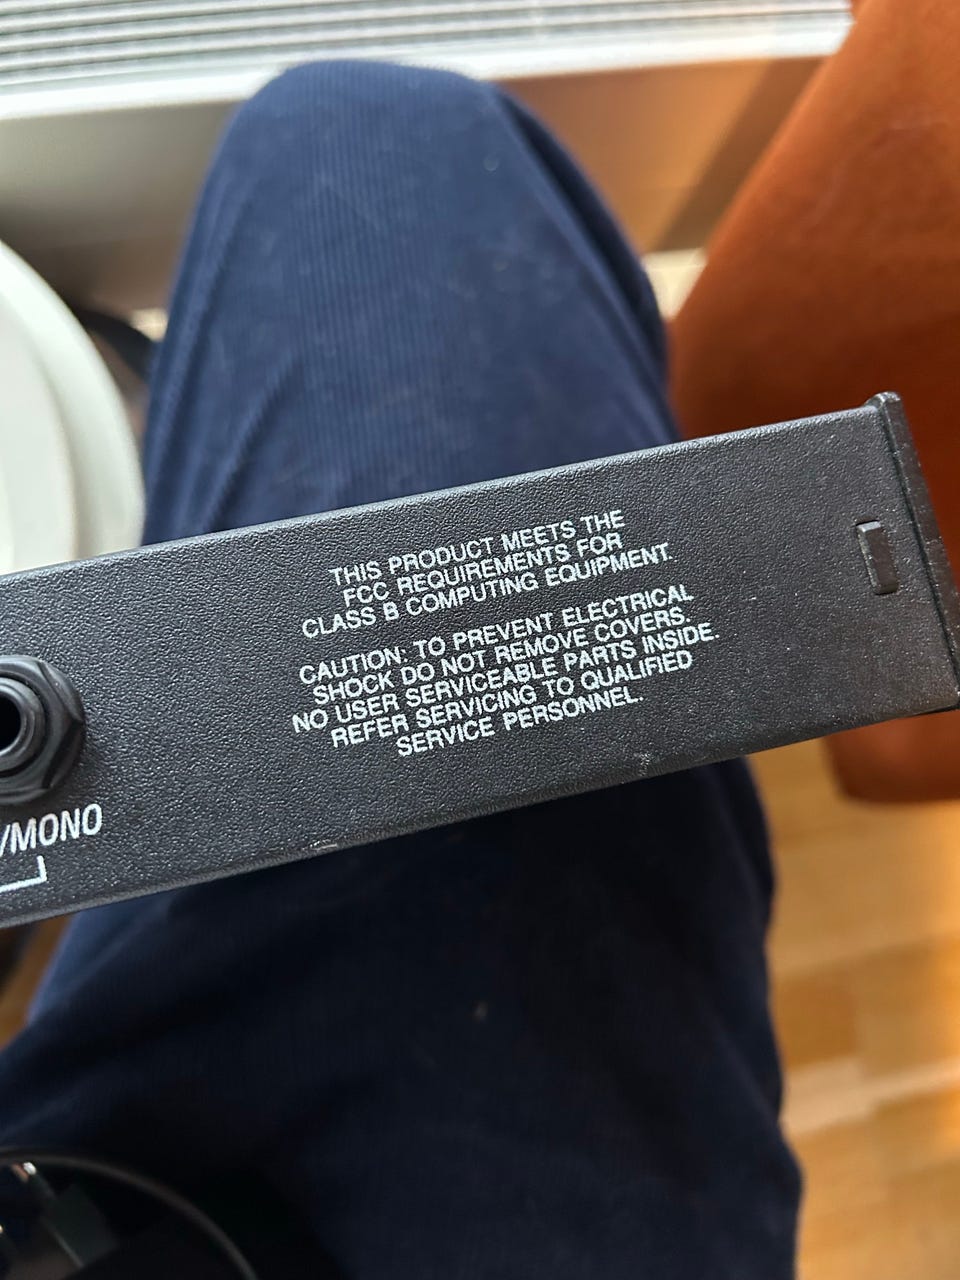 THIS PRODUCT MEETS THE
FCC REQUIREMENTS FOR
CLASS B COMPUTING EQUIPMENT.
CAUTION: TO PREVENT ELECTRICAL
SHOCK DO NOT REMOVE COVERS.
NO USER SERVICEABLE PARTS INSIDE.
REFER SERVICING TO QUALIFIED
SERVICE PERSONNEL.
/MONO